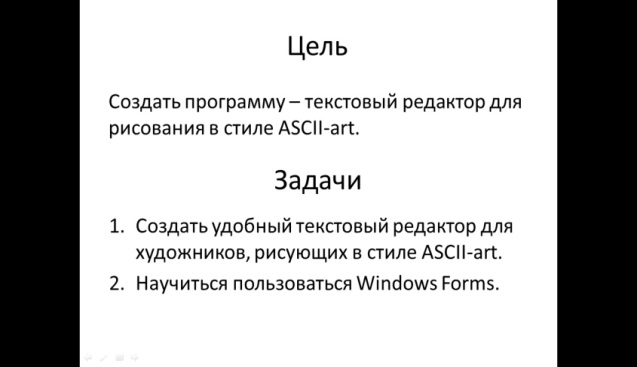 Цель
Создать программу – текстовый редактор для
рисования в стиле ASCII-art.
Задачи
1. Создать удобный текстовый редактор для
художников, рисующих в стиле ASCII-art.
2. Научиться пользоваться Windows Forms.